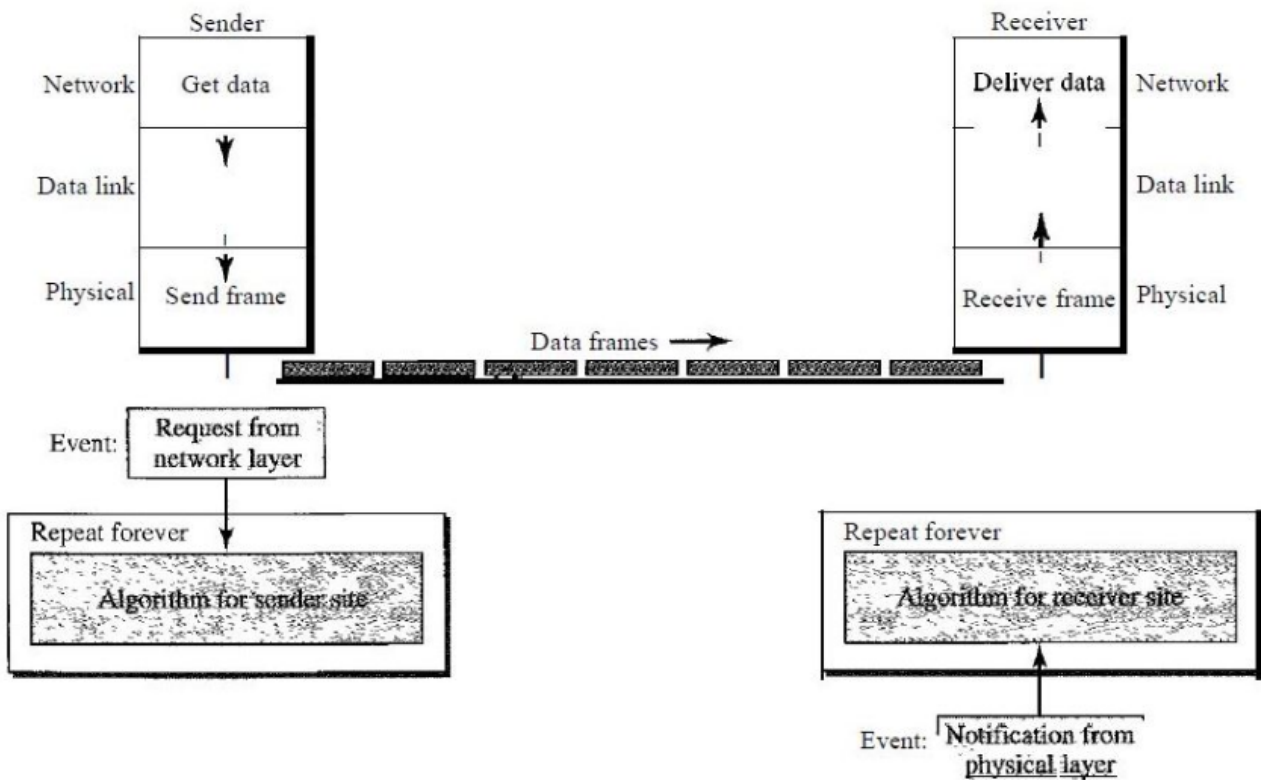 Sender
Receiver
Network
Get data
Deliver data
Network
Data link
Data link
Physical
Send frame
Receive frame
Physical
Data frames
Event:
Request from
network layer
Repeat forever
Algorithm for sender site
Repeat forever
Algorithm for receiver site
Event:
Notification from
physical layer